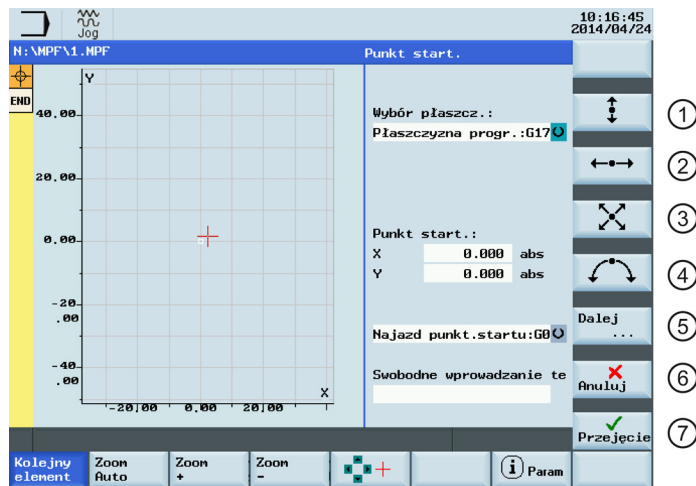 Jog
10:16:45
2014/04/24
N:\MPF\1.MPF
Punkt start.
END
Y
40.00
20.00
0.00
-20
.00
-40
.00
X
-20.00
0.00
20.00
Wybór płaszcz.:
Płaszczyzna progr.:G17
Punkt start.:
X 0.000 abs
Y 0.000 abs
Najazd punkt.startu:G0
Swobodne wprowadzanie te
1
2
3
4
Dalej
...
5
Anuluj
6
Przejęcie
7
Kolejny
element
Zoom
Auto
Zoom
+
Zoom
-
i Param